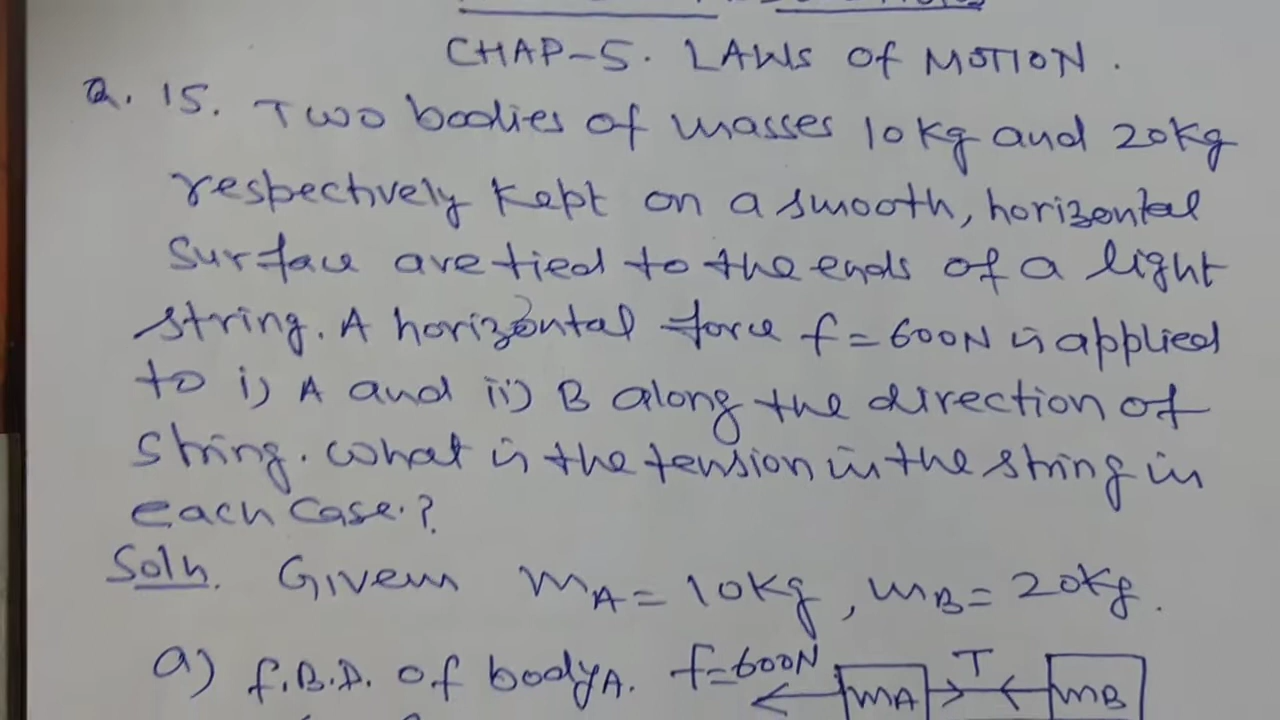 CHAP-5. LAWS OF MOTION.
Q. 15. Two bodies of masses 10kg and 20kg
respectively kept on a smooth, horizontal
surface are tied to the ends of a light
string. A horizontal force f = 600N is applied
to i) A and ii) B along the direction of
string. What is the tension in the string in
each case.?
Soln. Given mA = 10kg, mB = 20kg.
a) f.B.D. of body A. f=600N mA T mB